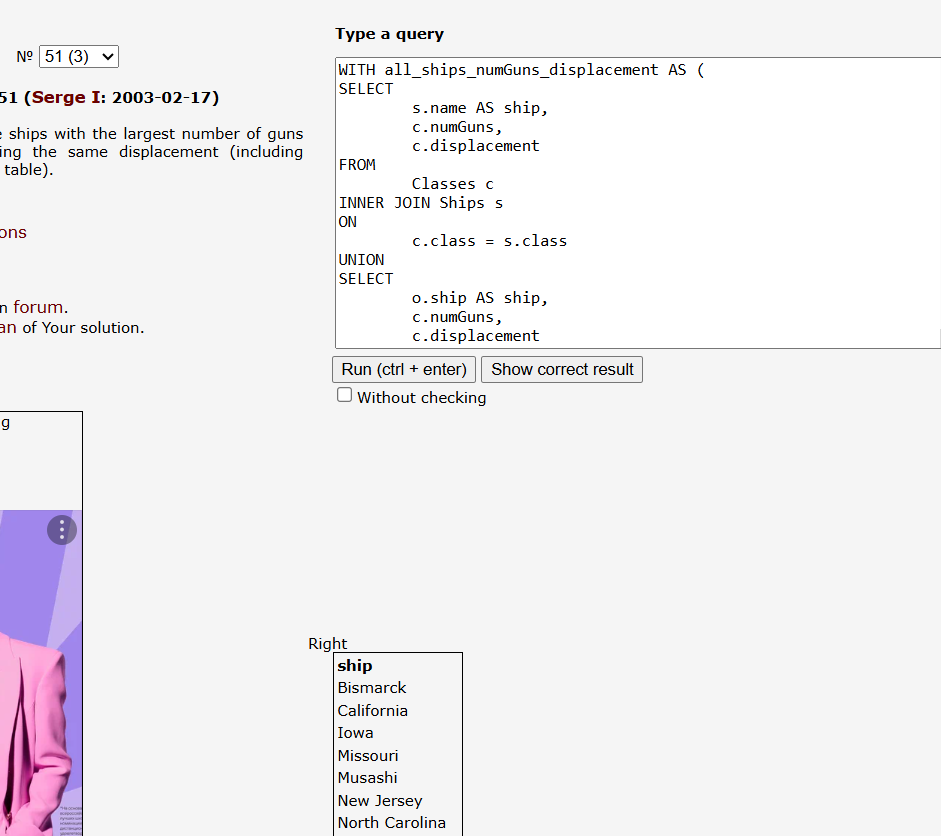 Type a query
Nº 51 (3)
51 (Serge I: 2003-02-17)
ships with the largest number of guns
ing the same displacement (including
table).
ons
n forum.
an of Your solution.
WITH all_ships_numGuns_displacement AS (
SELECT
s.name AS ship,
c.numGuns,
c.displacement
FROM
Classes c
INNER JOIN Ships s
ON
c.class = s.class
UNION
SELECT
o.ship AS ship,
c.numGuns,
c.displacement
Run (ctrl + enter) Show correct result
Without checking
g
Right
ship
Bismarck
California
Iowa
Missouri
Musashi
New Jersey
North Carolina